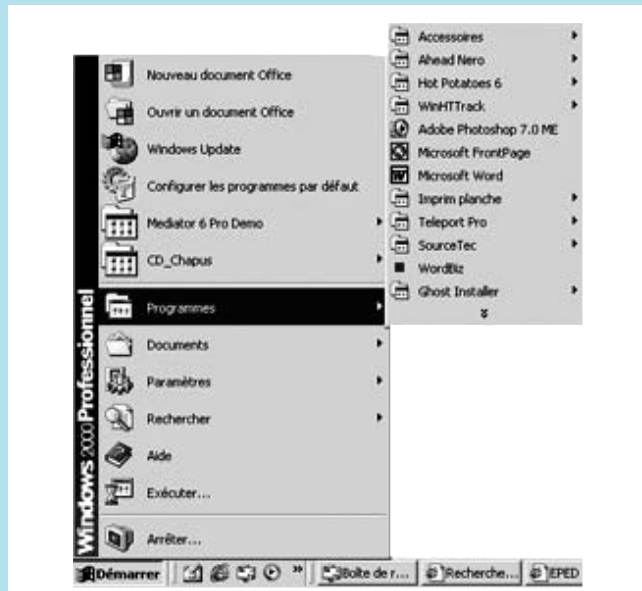 Nouveau document Office
Ouvrir un document Office
Windows Update
Configurer les programmes par défaut
Mediator 6 Pro Demo
CD_Chapus
Programmes
Documents
Paramètres
Rechercher
Aide
Exécuter...
Arrêter...
Windows 2000 Professionnel
Accessoires
Ahead Nero
Hot Potatoes 6
WinHTTrack
Adobe Photoshop 7.0 ME
Microsoft FrontPage
Microsoft Word
Imprim planche
Teleport Pro
SourceTec
WordBiz
Ghost Installer
Démarrer
Boîte de r...
Recherche...
EPED